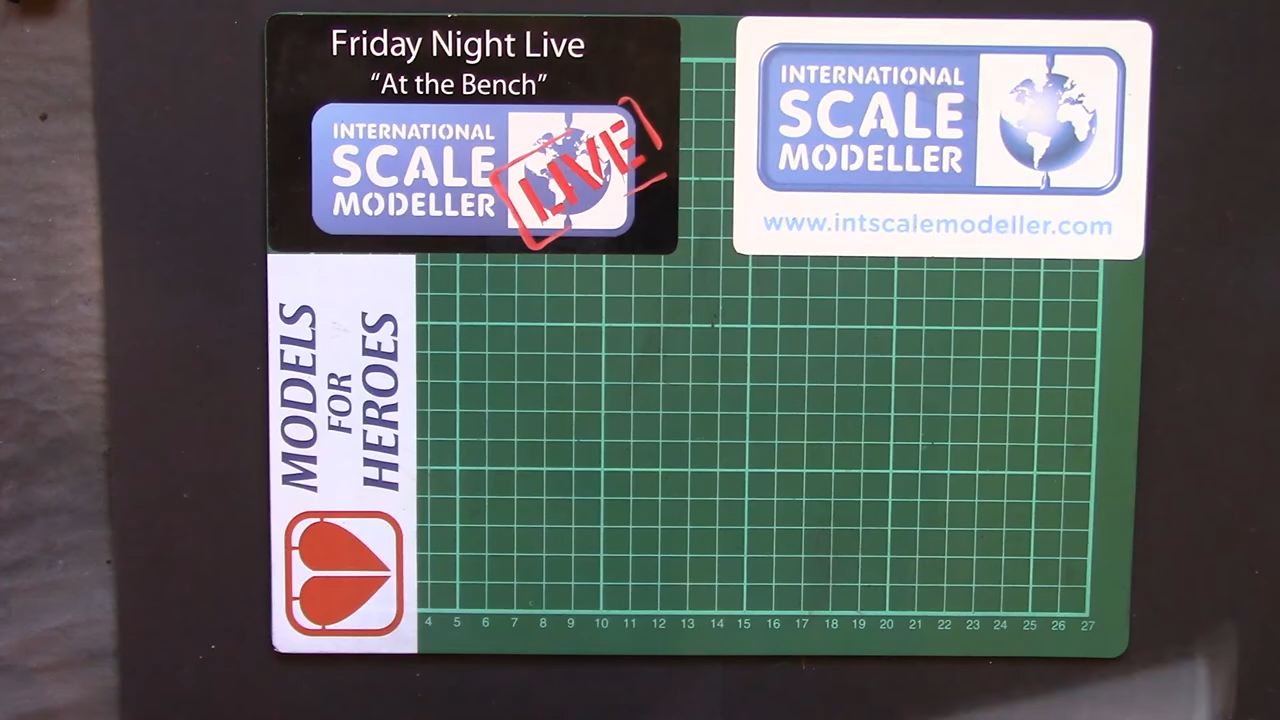 Friday Night Live
“At the Bench”
INTERNATIONAL
SCALE
MODELLER
LIVE!
INTERNATIONAL
SCALE
MODELLER
www.intscalemodeller.com
MODELS
FOR
HEROES
4 5 6 7 8 9 10 11 12 13 14 15 16 17 18 19 20 21 22 23 24 25 26 27